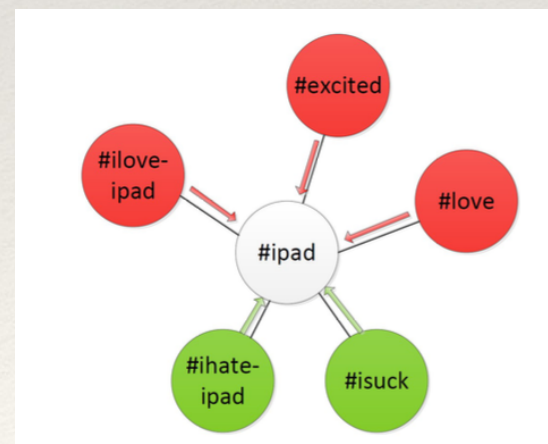 #excited
#ilove-
ipad
#love
#ipad
#ihate-
ipad
#isuck